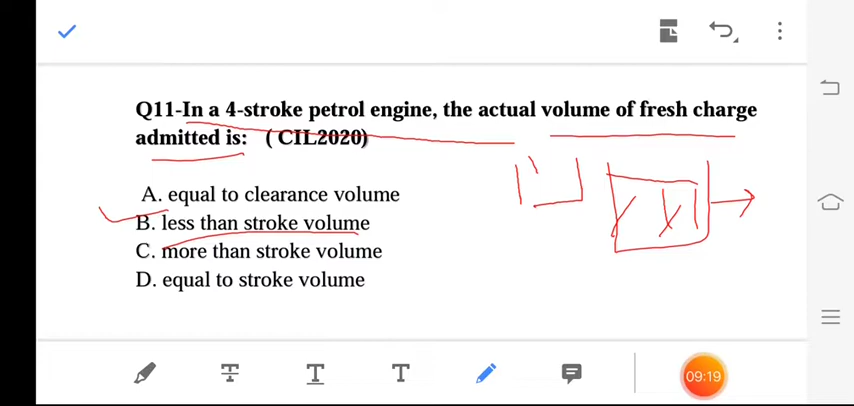 Q11-In a 4-stroke petrol engine, the actual volume of fresh charge
admitted is: ( CIL2020)
A. equal to clearance volume
B. less than stroke volume
C. more than stroke volume
D. equal to stroke volume
T T T
09:19